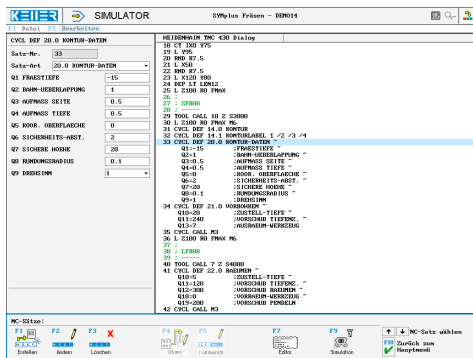 KELLER SIMULATOR SYMplus Fräsen - DEMO14
F1 Datei F2 Bearbeiten
CYCL DEF 20.0 KONTUR-DATEN
Satz-Nr. 33
Satz-Art 20.0 KONTUR-DATEN
Q1 FRAESTIEFE -15
Q2 BAHN-UEBERLAPPUNG 1
Q3 AUFMASS SEITE 0.5
Q4 AUFMASS TIEFE 0.5
Q5 KOOR. OBERFLAECHE 0
Q6 SICHERHEITS-ABST. 2
Q7 SICHERE HOEHE 20
Q8 RUNDUNGSRADIUS 0.1
Q9 DREHSINN 1
HEIDENHAIN TNC 430 Dialog
18 CT IX0 Y75
19 L Y95
20 RND R7.5
21 L X50
22 RND R7.5
23 L X120 Y80
24 DEP LT LEN12
25 L Z100 R0 FMAX
26 ;
27 ; SFR08
28 ; -----
29 TOOL CALL 10 Z S3000
30 L Z100 R0 FMAX M6
31 CYCL DEF 14.0 KONTUR
32 CYCL DEF 14.1 KONTURLABEL 1 /2 /3 /4
33 CYCL DEF 20.0 KONTUR-DATEN ~
Q1=-15 ;FRAESTIEFE ~
Q2=1 ;BAHN-UEBERLAPPUNG ~
Q3=0.5 ;AUFMASS SEITE ~
Q4=0.5 ;AUFMASS TIEFE ~
Q5=0 ;KOOR. OBERFLAECHE ~
Q6=2 ;SICHERHEITS-ABST. ~
Q7=20 ;SICHERE HOEHE ~
Q8=0.1 ;RUNDUNGSRADIUS ~
Q9=1 ;DREHSINN
34 CYCL DEF 21.0 VORBOHREN ~
Q10=20 ;ZUSTELL-TIEFE ~
Q11=240 ;VORSCHUB TIEFENZ. ~
Q13=7 ;AUSRAEUM-WERKZEUG
35 CYCL CALL M3
36 L Z100 R0 FMAX M6
37 ;
38 ; LFR08
39 ; -----
40 TOOL CALL 7 Z S4000
41 CYCL DEF 22.0 RAEUMEN ~
Q10=5 ;ZUSTELL-TIEFE ~
Q11=120 ;VORSCHUB TIEFENZ. ~
Q12=300 ;VORSCHUB RAEUMEN ~
Q18=0 ;VORRAEUM-WERKZEUG ~
Q19=200 ;VORSCHUB PENDELN
42 CYCL CALL M3
NC-Sätze:
F1 F2 F3 F4 F5 F7 F9 NC-Satz wählen
Erstellen Ändern Löschen Editor Simulation
F10 Zurück zum Hauptmenü